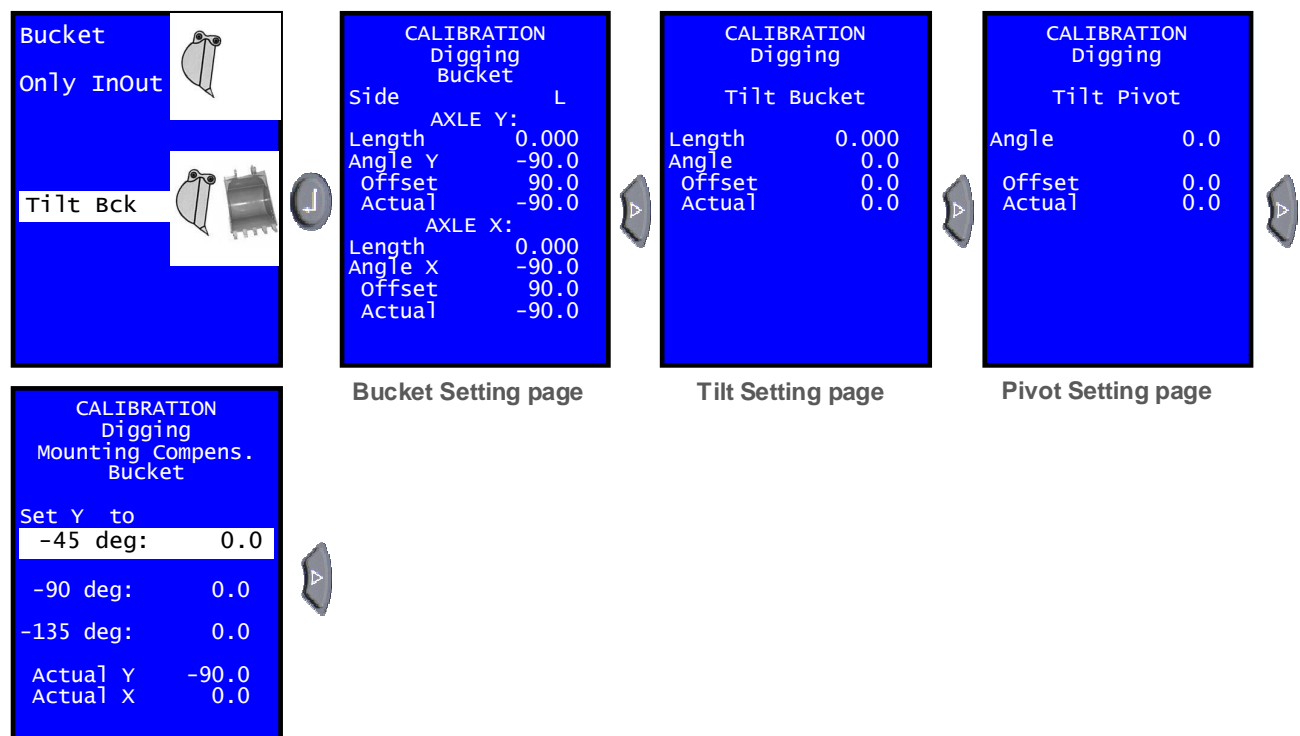 Bucket
Only InOut
Tilt Bck
CALIBRATION
Digging
Bucket
Side L
AXLE Y:
Length 0.000
Angle Y -90.0
Offset 90.0
Actual -90.0
AXLE X:
Length 0.000
Angle X -90.0
Offset 90.0
Actual -90.0
Bucket Setting page
CALIBRATION
Digging
Tilt Bucket
Length 0.000
Angle 0.0
Offset 0.0
Actual 0.0
Tilt Setting page
CALIBRATION
Digging
Tilt Pivot
Angle 0.0
Offset 0.0
Actual 0.0
Pivot Setting page
CALIBRATION
Digging
Mounting Compens.
Bucket
Set Y to
-45 deg: 0.0
-90 deg: 0.0
-135 deg: 0.0
Actual Y -90.0
Actual X 0.0